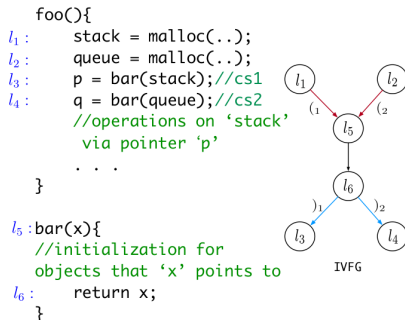 foo(){
l₁: stack = malloc(..);
l₂: queue = malloc(..);
l₃: p = bar(stack);//cs1
l₄: q = bar(queue);//cs2
//operations on ‘stack’
via pointer ‘p’
. . .
}
l₅:bar(x){
//initialization for
objects that ‘x’ points to
l₆: return x;
}
l₁ l₂
(₁ (₂
l₅
l₆
)₁ )₂
l₃ l₄
IVFG